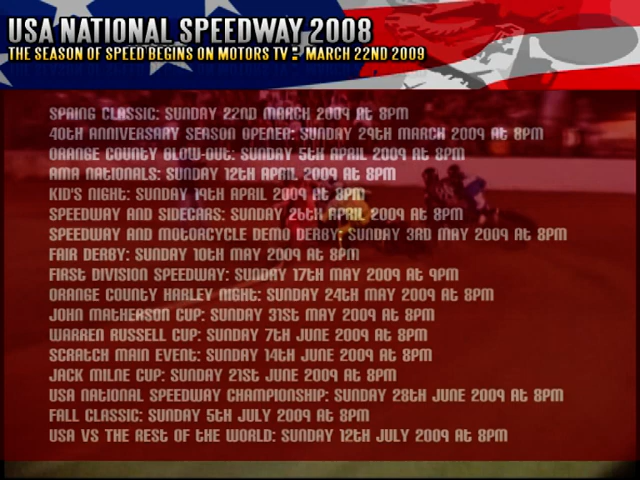 USA NATIONAL SPEEDWAY 2008
THE SEASON OF SPEED BEGINS ON MOTORS TV: MARCH 22ND 2009
SPRING CLASSIC: SUNDAY 22ND MARCH 2009 AT 8PM
40TH ANNIVERSARY SEASON OPENER: SUNDAY 29TH MARCH 2009 AT 8PM
ORANGE COUNTY BLOW-OUT: SUNDAY 5TH APRIL 2009 AT 8PM
AMA NATIONALS: SUNDAY 12TH APRIL 2009 AT 8PM
KID'S NIGHT: SUNDAY 19TH APRIL 2009 AT 8PM
SPEEDWAY AND SIDECARS: SUNDAY 26TH APRIL 2009 AT 8PM
SPEEDWAY AND MOTORCYCLE DEMO DERBY: SUNDAY 3RD MAY 2009 AT 8PM
FAIR DERBY: SUNDAY 10TH MAY 2009 AT 8PM
FIRST DIVISION SPEEDWAY: SUNDAY 17TH MAY 2009 AT 9PM
ORANGE COUNTY HARLEY NIGHT: SUNDAY 24TH MAY 2009 AT 8PM
JOHN MATHERSON CUP: SUNDAY 31ST MAY 2009 AT 8PM
WARREN RUSSELL CUP: SUNDAY 7TH JUNE 2009 AT 8PM
SCRATCH MAIN EVENT: SUNDAY 14TH JUNE 2009 AT 8PM
JACK MILNE CUP: SUNDAY 21ST JUNE 2009 AT 8PM
USA NATIONAL SPEEDWAY CHAMPIONSHIP: SUNDAY 28TH JUNE 2009 AT 8PM
FALL CLASSIC: SUNDAY 5TH JULY 2009 AT 8PM
USA VS THE REST OF THE WORLD: SUNDAY 12TH JULY 2009 AT 8PM